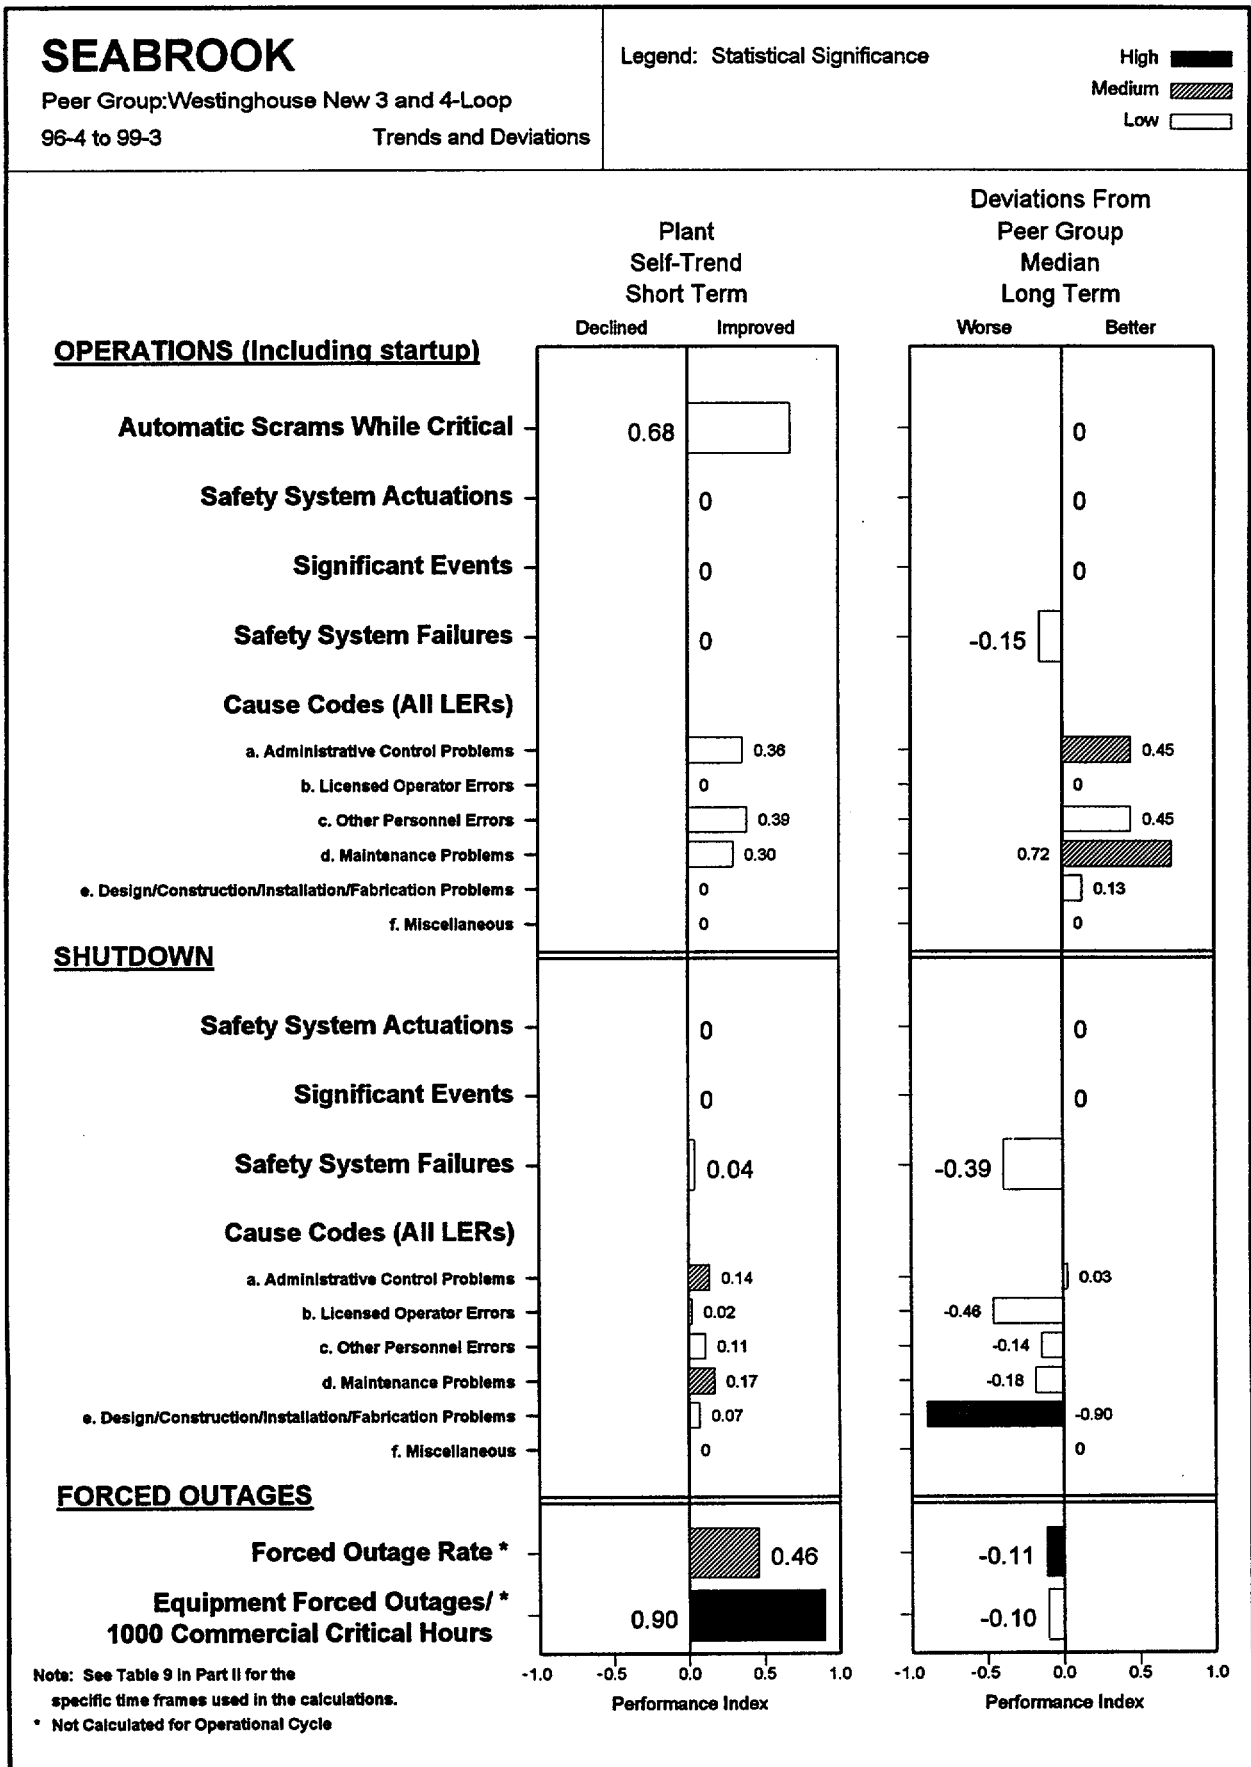 SEABROOK
Peer Group:Westinghouse New 3 and 4-Loop
96-4 to 99-3 Trends and Deviations
Legend: Statistical Significance
High
Medium
Low
Plant
Self-Trend
Short Term
Declined Improved
Deviations From
Peer Group
Median
Long Term
Worse Better
OPERATIONS (Including startup)
Automatic Scrams While Critical 0.68 0
Safety System Actuations 0 0
Significant Events 0 0
Safety System Failures 0 -0.15
Cause Codes (All LERs)
a. Administrative Control Problems 0.36 0.45
b. Licensed Operator Errors 0 0
c. Other Personnel Errors 0.39 0.45
d. Maintenance Problems 0.30 0.72
e. Design/Construction/Installation/Fabrication Problems 0 0.13
f. Miscellaneous 0 0
SHUTDOWN
Safety System Actuations 0 0
Significant Events 0 0
Safety System Failures 0.04 -0.39
Cause Codes (All LERs)
a. Administrative Control Problems 0.14 0.03
b. Licensed Operator Errors 0.02 -0.46
c. Other Personnel Errors 0.11 -0.14
d. Maintenance Problems 0.17 -0.18
e. Design/Construction/Installation/Fabrication Problems 0.07 -0.90
f. Miscellaneous 0 0
FORCED OUTAGES
Forced Outage Rate * 0.46 -0.11
Equipment Forced Outages/ *
1000 Commercial Critical Hours 0.90 -0.10
-1.0 -0.5 0.0 0.5 1.0 -1.0 -0.5 0.0 0.5 1.0
Performance Index Performance Index
Note: See Table 9 in Part II for the
specific time frames used in the calculations.
* Not Calculated for Operational Cycle